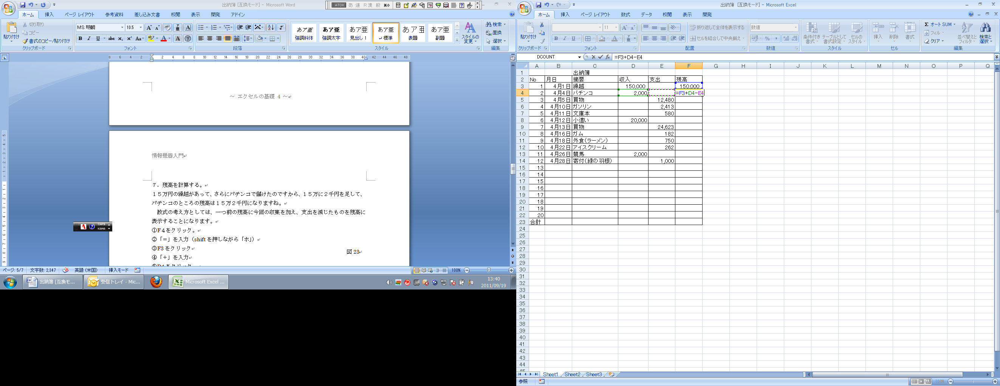 出納簿 [互換モード] - Microsoft Word
ATOK あ 連 R漢 般 英小
ホーム 挿入 ページ レイアウト 参考資料 差し込み文書 校閲 表示 開発 アドイン
貼り付け 切り取り コピー 書式のコピー/貼り付け
MS 明朝 10.5
あア亜 あア亜 あア亜 あア亜 あア亜 あア亜
強調斜体 強調太字 見出し 1 標準 表題 副題
スタイルの変更
検索 置換 選択
クリップボード フォント 段落 スタイル 編集
8 6 4 2 2 4 6 8 10 12 14 16 18 20 22 24 26 28 30 32 34 36 38 40 42 44 46 48
～ エクセルの基礎 4 ～
情報機器入門
７．残高を計算する。
１５万円の繰越があって、さらにパチンコで儲けたのですから、１５万に２千円を足して、
パチンコのところの残高は１５万２千円になりますね。
数式の考え方としては、一つ前の残高に今回の収集を加え、支出を減じたものを残高に
表示することになります。
①F４をクリック。
②「＝」を入力（shift を押しながら「ホ」）
③F3 をクリック
図 23
④「＋」を入力
⑤D4 をクリック
A ? CAPS KANA
ページ: 5/7 文字数: 2,347 英語 (米国) 挿入モード 100%
出納簿 [互換モ... 受信トレイ - Mic... Microsoft Excel ...
13:40
2011/09/19
出納簿 [互換モード] - Microsoft Excel
ホーム 挿入 ページ レイアウト 数式 データ 校閲 表示 開発
貼り付け 11 折り返して全体を表示する セルを結合して中央揃え 数値
条件付き書式 テーブルとして書式設定 セルのスタイル 挿入 削除 書式
Σ オート SUM フィル クリア 並べ替えとフィルタ 検索と選択
クリップボード フォント 配置 数値 スタイル セル 編集
DCOUNT =F3+D4-E4
A B C D E F G H I J K L M N O P Q
1 出納簿
2 No 月日 摘要 収入 支出 残高
3 1 4月1日 繰越 150,000 150,000
4 2 4月4日 パチンコ 2,000 =F3+D4-E4
5 3 4月5日 買物 12,480
6 4 4月10日 ガソリン 2,413
7 5 4月11日 文庫本 580
8 6 4月12日 小遣い 20,000
9 7 4月13日 買物 24,623
10 8 4月16日 ガム 182
11 9 4月18日 外食(ラーメン) 750
12 10 4月22日 アイスクリーム 262
13 11 4月26日 競馬 2,000
14 12 4月28日 寄付(緑の羽根) 1,000
15 13
16 14
17 15
18 16
19 17
20 18
21 19
22 20
23 合計
24
25
26
27
28
29
30
31
32
33
34
35
36
37
38
39
40
41
42
43
44
45
Sheet1 Sheet2 Sheet3
参照 100%